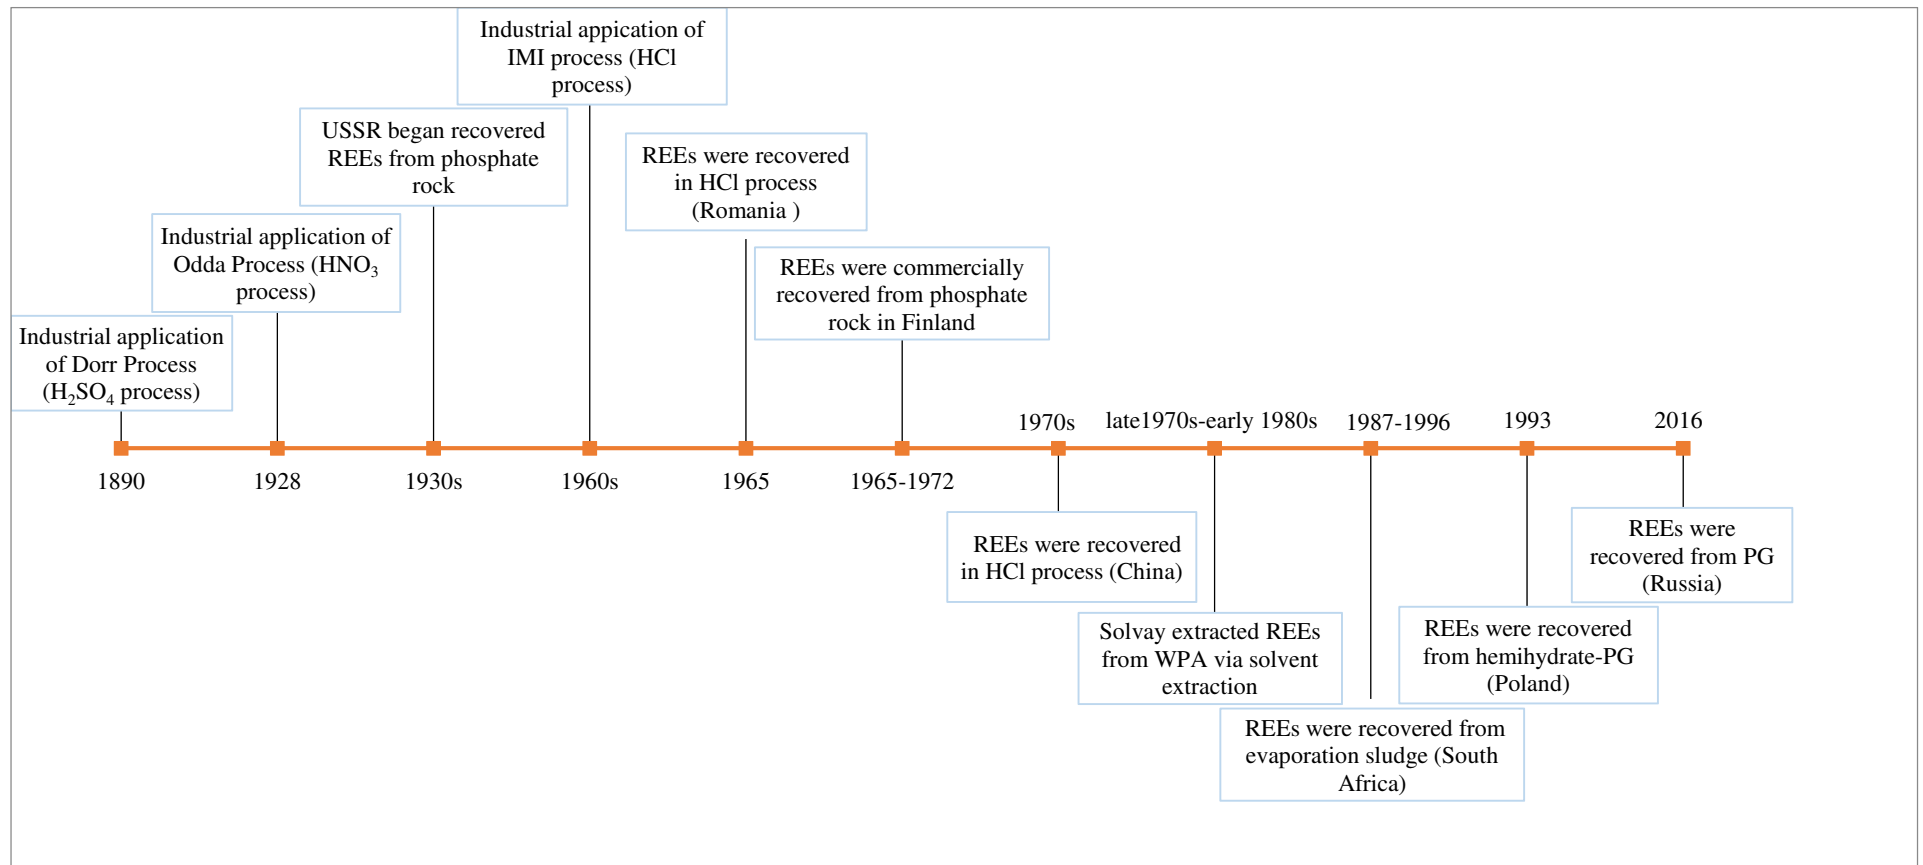 Industrial appication of
IMI process (HCl
process)
USSR began recovered
REEs from phosphate
rock
REEs were recovered
in HCl process
(Romania )
Industrial application of
Odda Process (HNO₃
process)
REEs were commercially
recovered from phosphate
rock in Finland
Industrial application
of Dorr Process
(H₂SO₄ process)
1970s
late1970s-early 1980s
1987-1996
1993
2016
1890
1928
1930s
1960s
1965
1965-1972
REEs were recovered
in HCl process (China)
REEs were
recovered from PG
(Russia)
Solvay extracted REEs
from WPA via solvent
extraction
REEs were recovered
from hemihydrate-PG
(Poland)
REEs were recovered from
evaporation sludge (South
Africa)